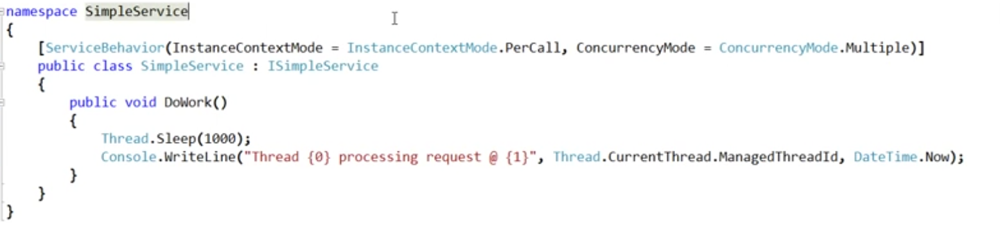 namespace SimpleService
{
    [ServiceBehavior(InstanceContextMode = InstanceContextMode.PerCall, ConcurrencyMode = ConcurrencyMode.Multiple)]
    public class SimpleService : ISimpleService
    {
        public void DoWork()
        {
            Thread.Sleep(1000);
            Console.WriteLine("Thread {0} processing request @ {1}", Thread.CurrentThread.ManagedThreadId, DateTime.Now);
        }
    }
}